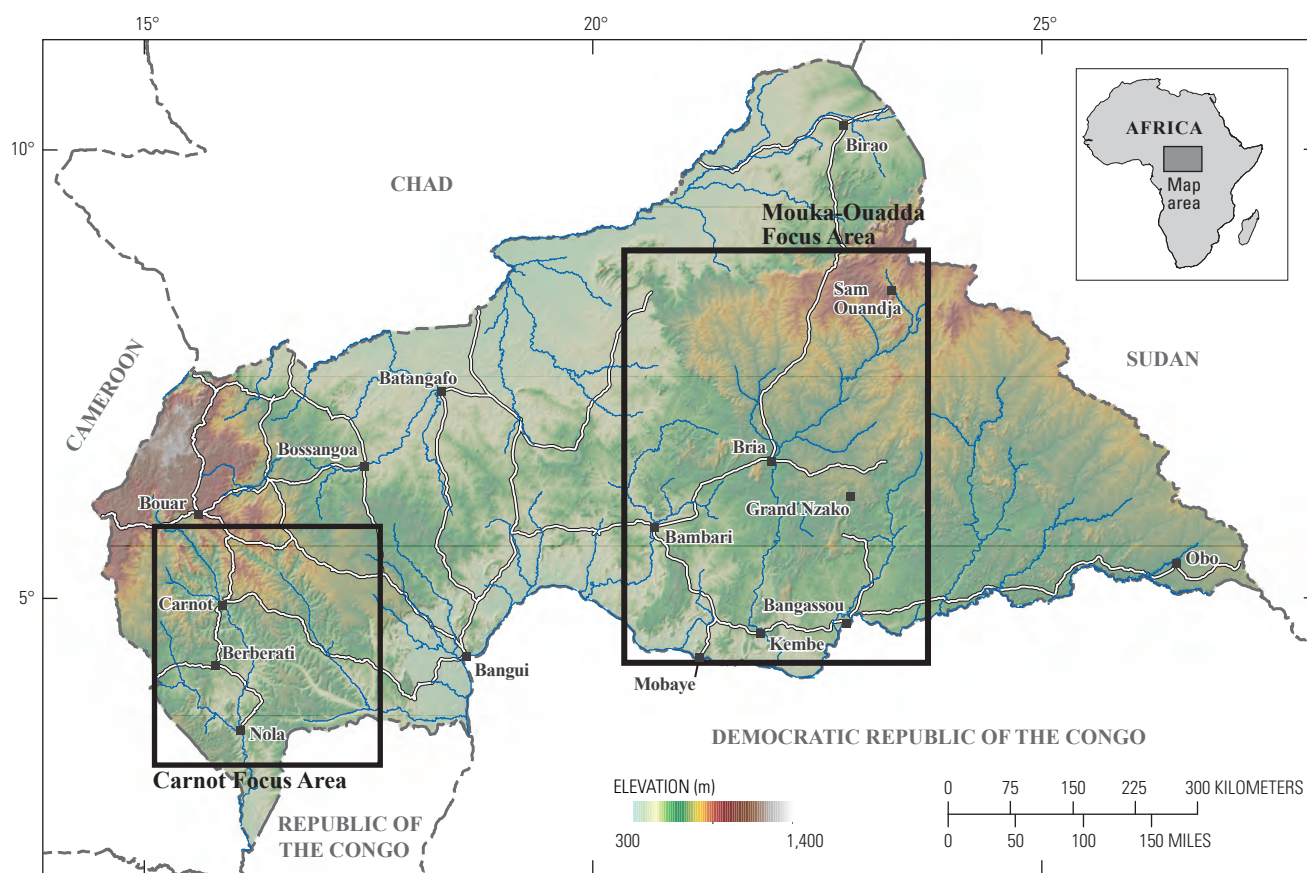 15°
20°
25°
10°
5°
AFRICA
Map
area
CHAD
Birao
Mouka-Ouadda
Focus Area
Sam
Ouandja
SUDAN
CAMEROON
Batangafo
Bossangoa
Bria
Bouar
Grand Nzako
Bambari
Obo
Carnot
Bangassou
Berberati
Bangui
Kembe
Mobaye
Nola
DEMOCRATIC REPUBLIC OF THE CONGO
Carnot Focus Area
ELEVATION (m)
300
1,400
0 75 150 225 300 KILOMETERS
0 50 100 150 MILES
REPUBLIC OF
THE CONGO